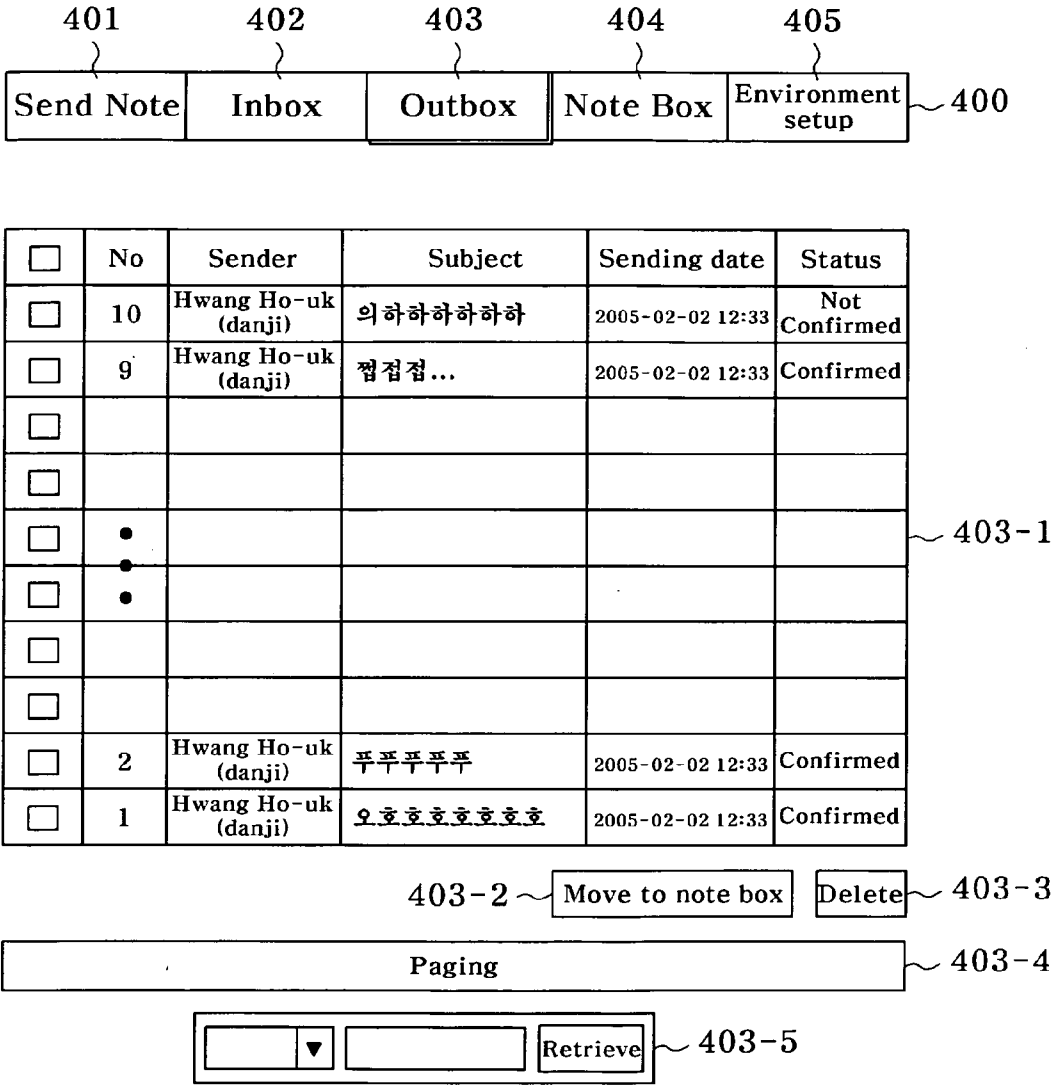 401 402 403 404 405
Send Note Inbox Outbox Note Box Environment setup 400
No Sender Subject Sending date Status
10 Hwang Ho-uk (danji) 의하하하하하하 2005-02-02 12:33 Not Confirmed
9 Hwang Ho-uk (danji) 쩝접접... 2005-02-02 12:33 Confirmed
403-1
2 Hwang Ho-uk (danji) 푸푸푸푸푸 2005-02-02 12:33 Confirmed
1 Hwang Ho-uk (danji) 오호호호호호호호 2005-02-02 12:33 Confirmed
403-2 Move to note box Delete 403-3
Paging 403-4
Retrieve 403-5